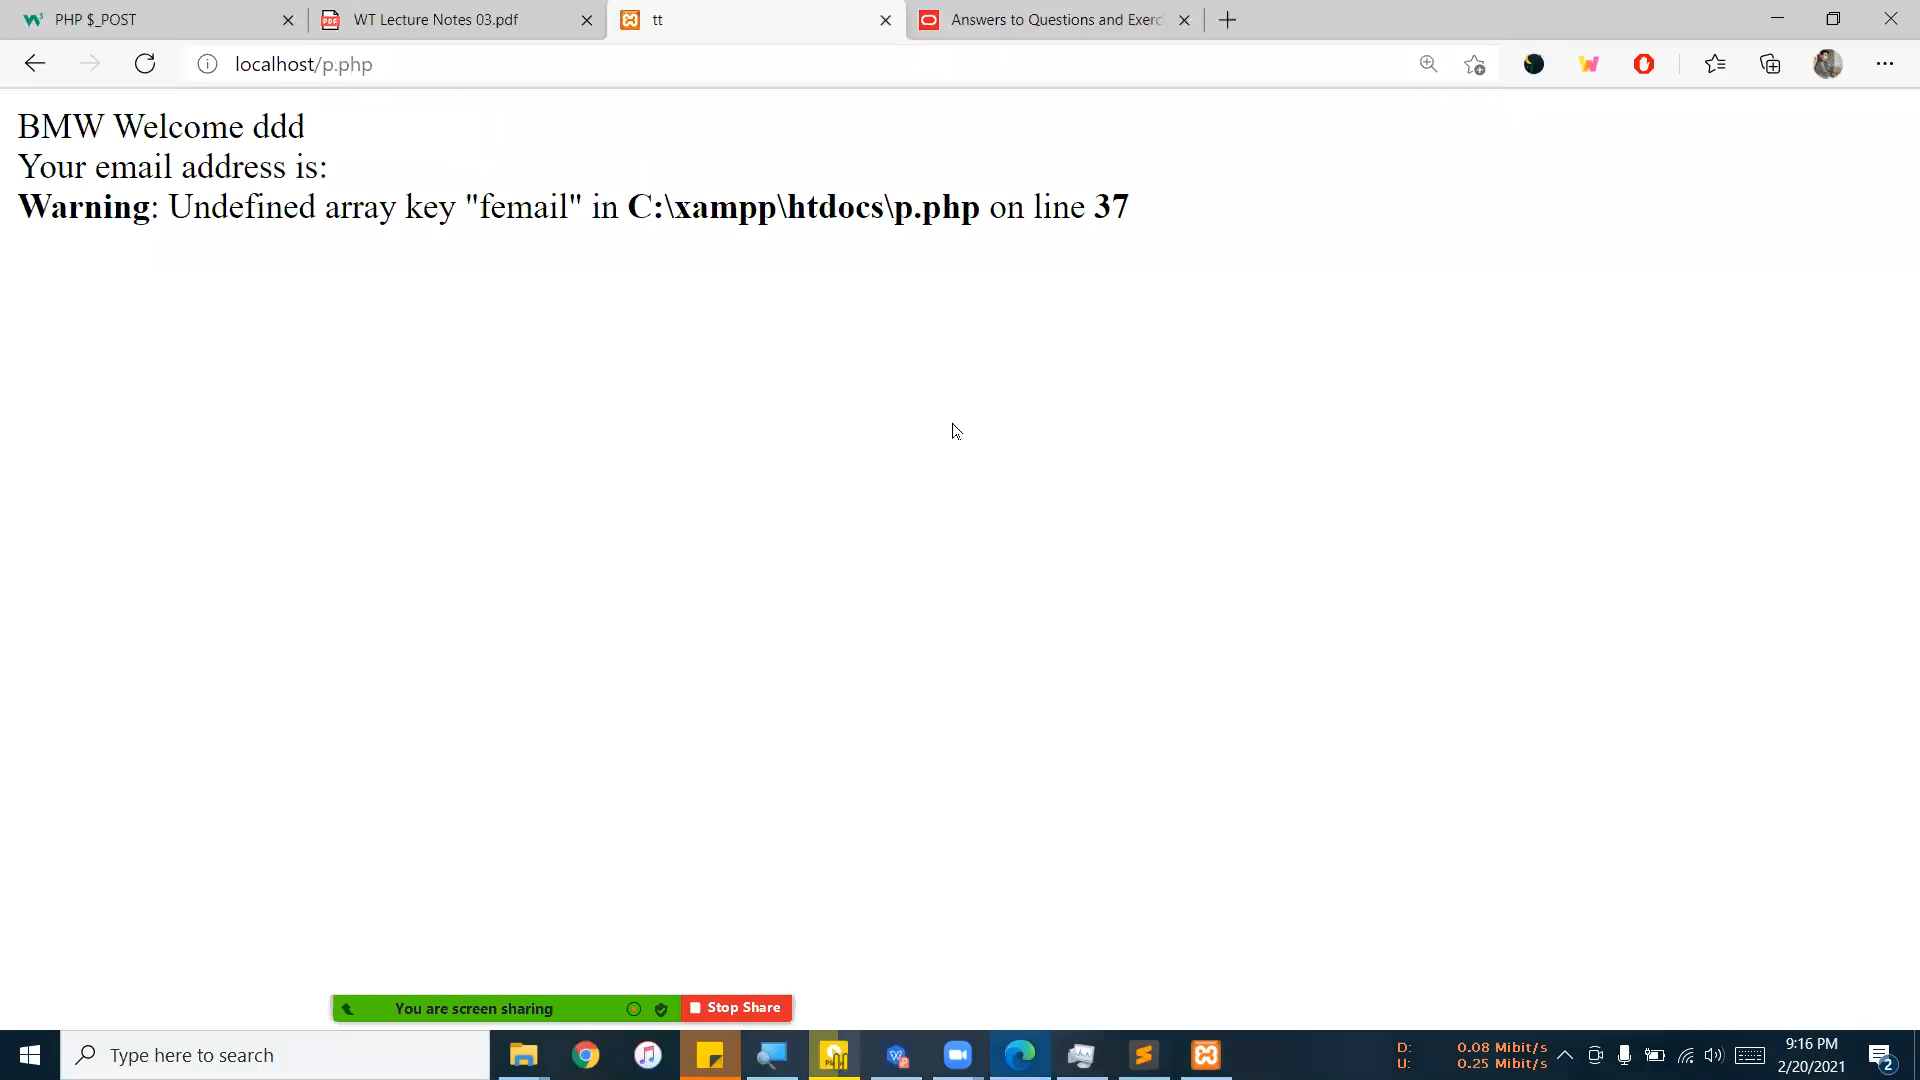 PHP $_POST
WT Lecture Notes 03.pdf
tt
Answers to Questions and Exerc
localhost/p.php
BMW Welcome ddd
Your email address is:
Warning: Undefined array key "femail" in C:\xampp\htdocs\p.php on line 37
You are screen sharing
Stop Share
Type here to search
D: 0.08 Mibit/s
U: 0.25 Mibit/s
9:16 PM
2/20/2021
2